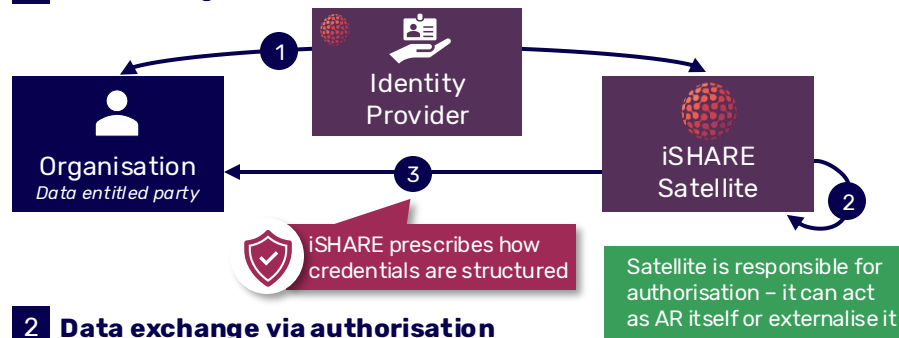 1
Identity
Provider
Organisation
Data entitled party
iSHARE
Satellite
3
2
iSHARE prescribes how
credentials are structured
Satellite is responsible for
authorisation – it can act
as AR itself or externalise it
2 Data exchange via authorisation